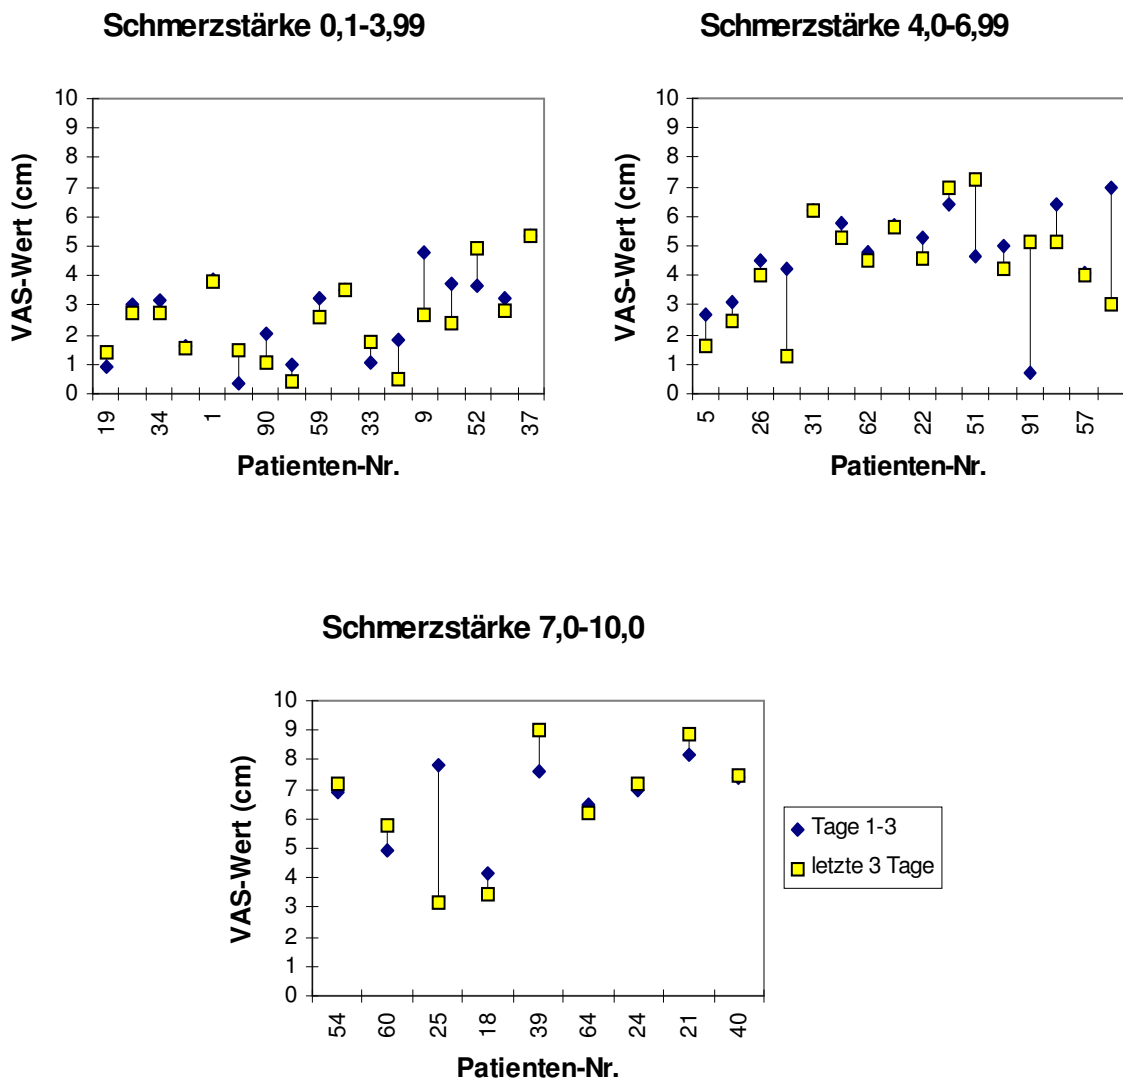 Schmerzstärke 0,1-3,99
VAS-Wert (cm)
10
9
8
7
6
5
4
3
2
1
0
19 34 1 90 59 33 9 52 37
Patienten-Nr.
Schmerzstärke 4,0-6,99
VAS-Wert (cm)
10
9
8
7
6
5
4
3
2
1
0
5 26 31 62 22 51 91 57
Patienten-Nr.
Schmerzstärke 7,0-10,0
VAS-Wert (cm)
10
9
8
7
6
5
4
3
2
1
0
54 60 25 18 39 64 24 21 40
Patienten-Nr.
Tage 1-3
letzte 3 Tage